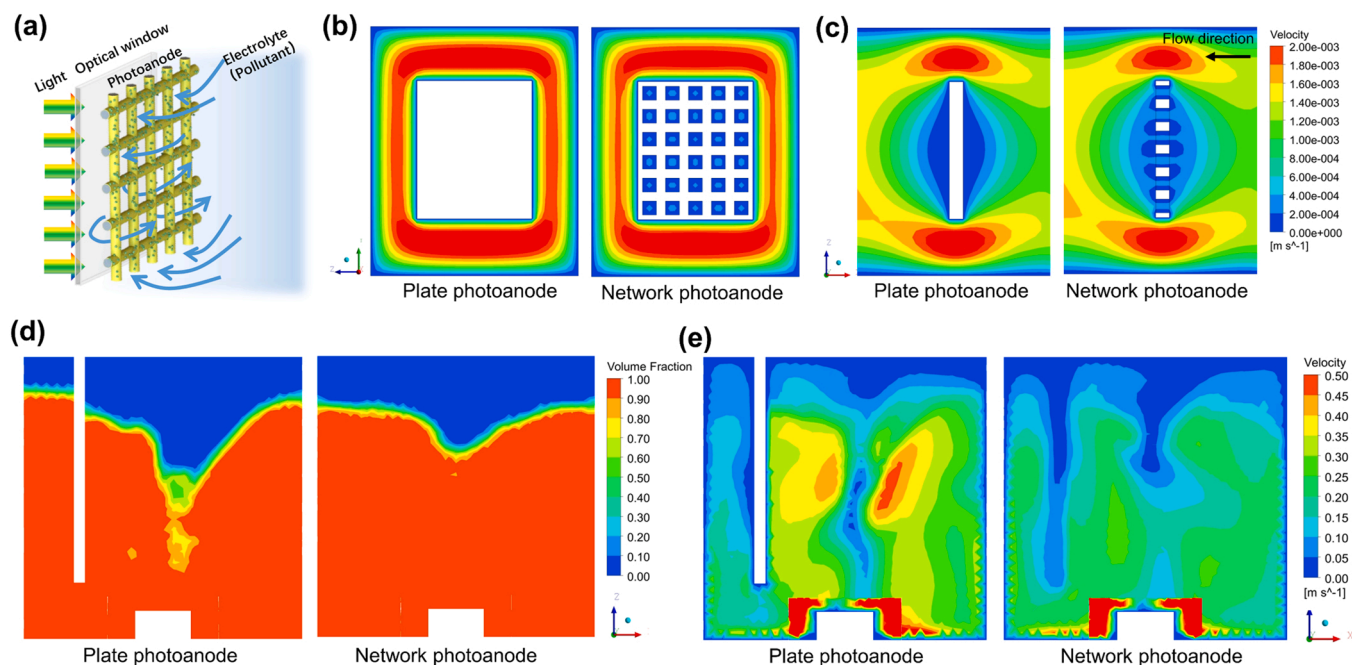 (a)
Light
Optical window
Photoanode
Electrolyte
(Pollutant)
(b)
Plate photoanode
Network photoanode
Z
(c)
Flow direction
Plate photoanode
Network photoanode
Z
Velocity
2.00e-003
1.80e-003
1.60e-003
1.40e-003
1.20e-003
1.00e-003
8.00e-004
6.00e-004
4.00e-004
2.00e-004
0.00e+000
[m s^-1]
(d)
Plate photoanode
Network photoanode
Volume Fraction
1.00
0.90
0.80
0.70
0.60
0.50
0.40
0.30
0.20
0.10
0.00
Z
(e)
Plate photoanode
Network photoanode
Velocity
0.50
0.45
0.40
0.35
0.30
0.25
0.20
0.15
0.10
0.05
0.00
[m s^-1]
X